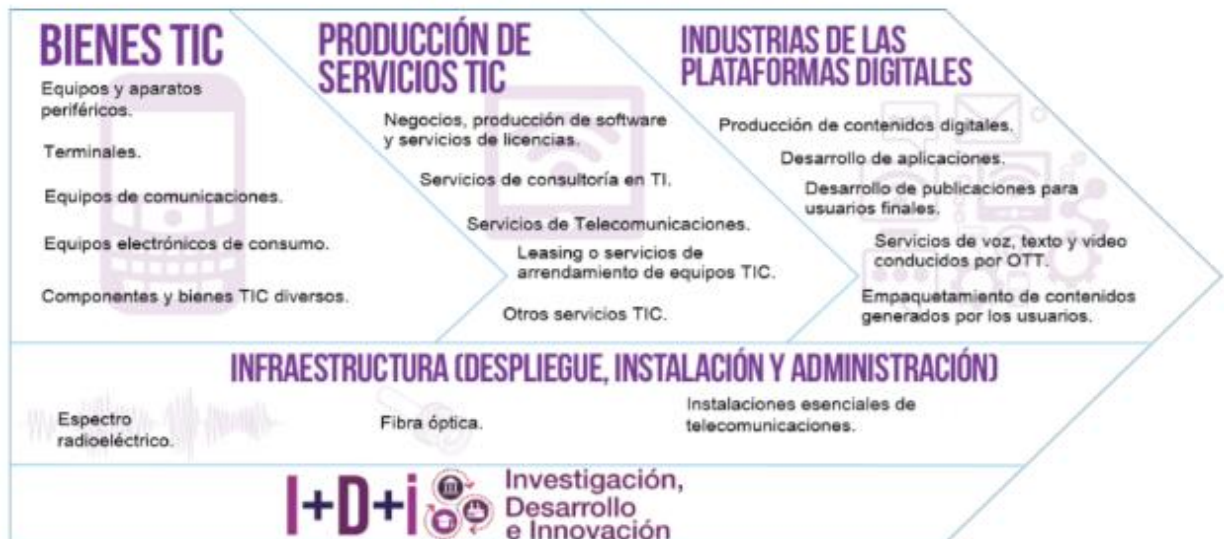 BIENES TIC
Equipos y aparatos
periféricos.
Terminales.
Equipos de comunicaciones.
Equipos electrónicos de consumo.
Componentes y bienes TIC diversos.
PRODUCCIÓN DE
SERVICIOS TIC
Negocios, producción de software
y servicios de licencias.
Servicios de consultoría en TI.
Servicios de Telecomunicaciones.
Leasing o servicios de
arrendamiento de equipos TIC.
Otros servicios TIC.
INDUSTRIAS DE LAS
PLATAFORMAS DIGITALES
Producción de contenidos digitales.
Desarrollo de aplicaciones.
Desarrollo de publicaciones para
usuarios finales.
Servicios de voz, texto y video
conducidos por OTT.
Empaquetamiento de contenidos
generados por los usuarios.
INFRAESTRUCTURA (DESPLIEGUE, INSTALACIÓN Y ADMINISTRACIÓN)
Espectro
radioeléctrico.
Fibra óptica.
Instalaciones esenciales de
telecomunicaciones.
I+D+i
Investigación,
Desarrollo
e Innovación